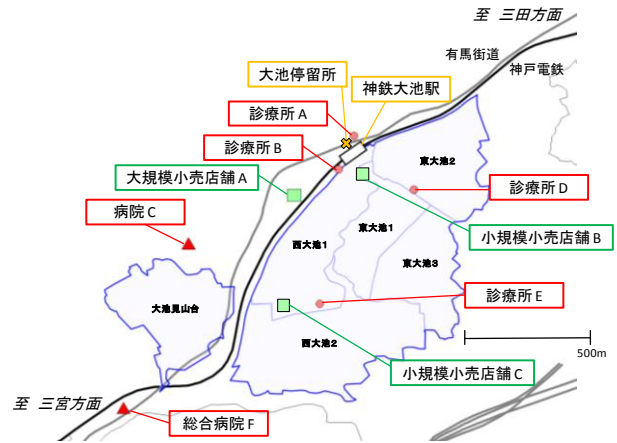 至 三田方面
有馬街道
神戸電鉄
大池停留所
神鉄大池駅
診療所A
診療所B
東大池2
大規模小売店舗A
診療所D
病院C
東大池1
小規模小売店舗B
西大池1
東大池3
診療所E
大池見山台
西大池2
500m
小規模小売店舗C
至 三宮方面
総合病院F